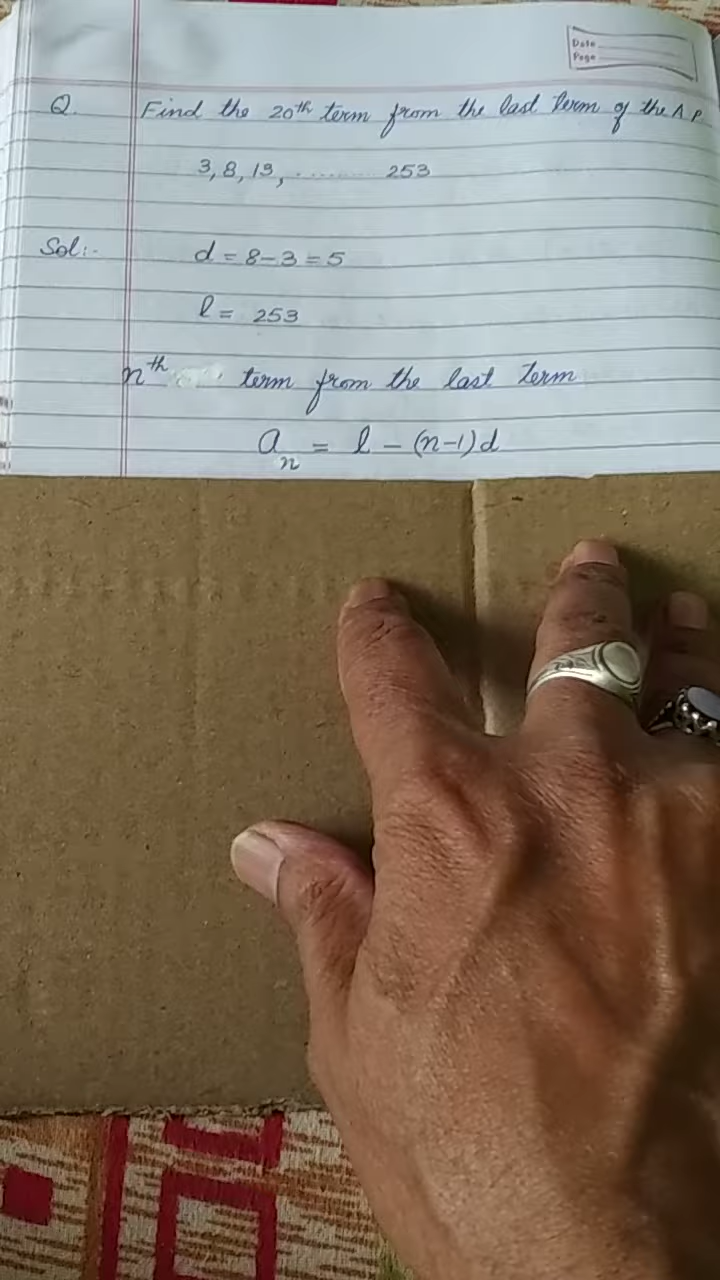 Date
Page
Q. Find the 20th term from the last term of the A P
3, 8, 13, .......... 253
Sol:- d = 8 - 3 = 5
l = 253
nth term from the last term
an = l - (n-1)d